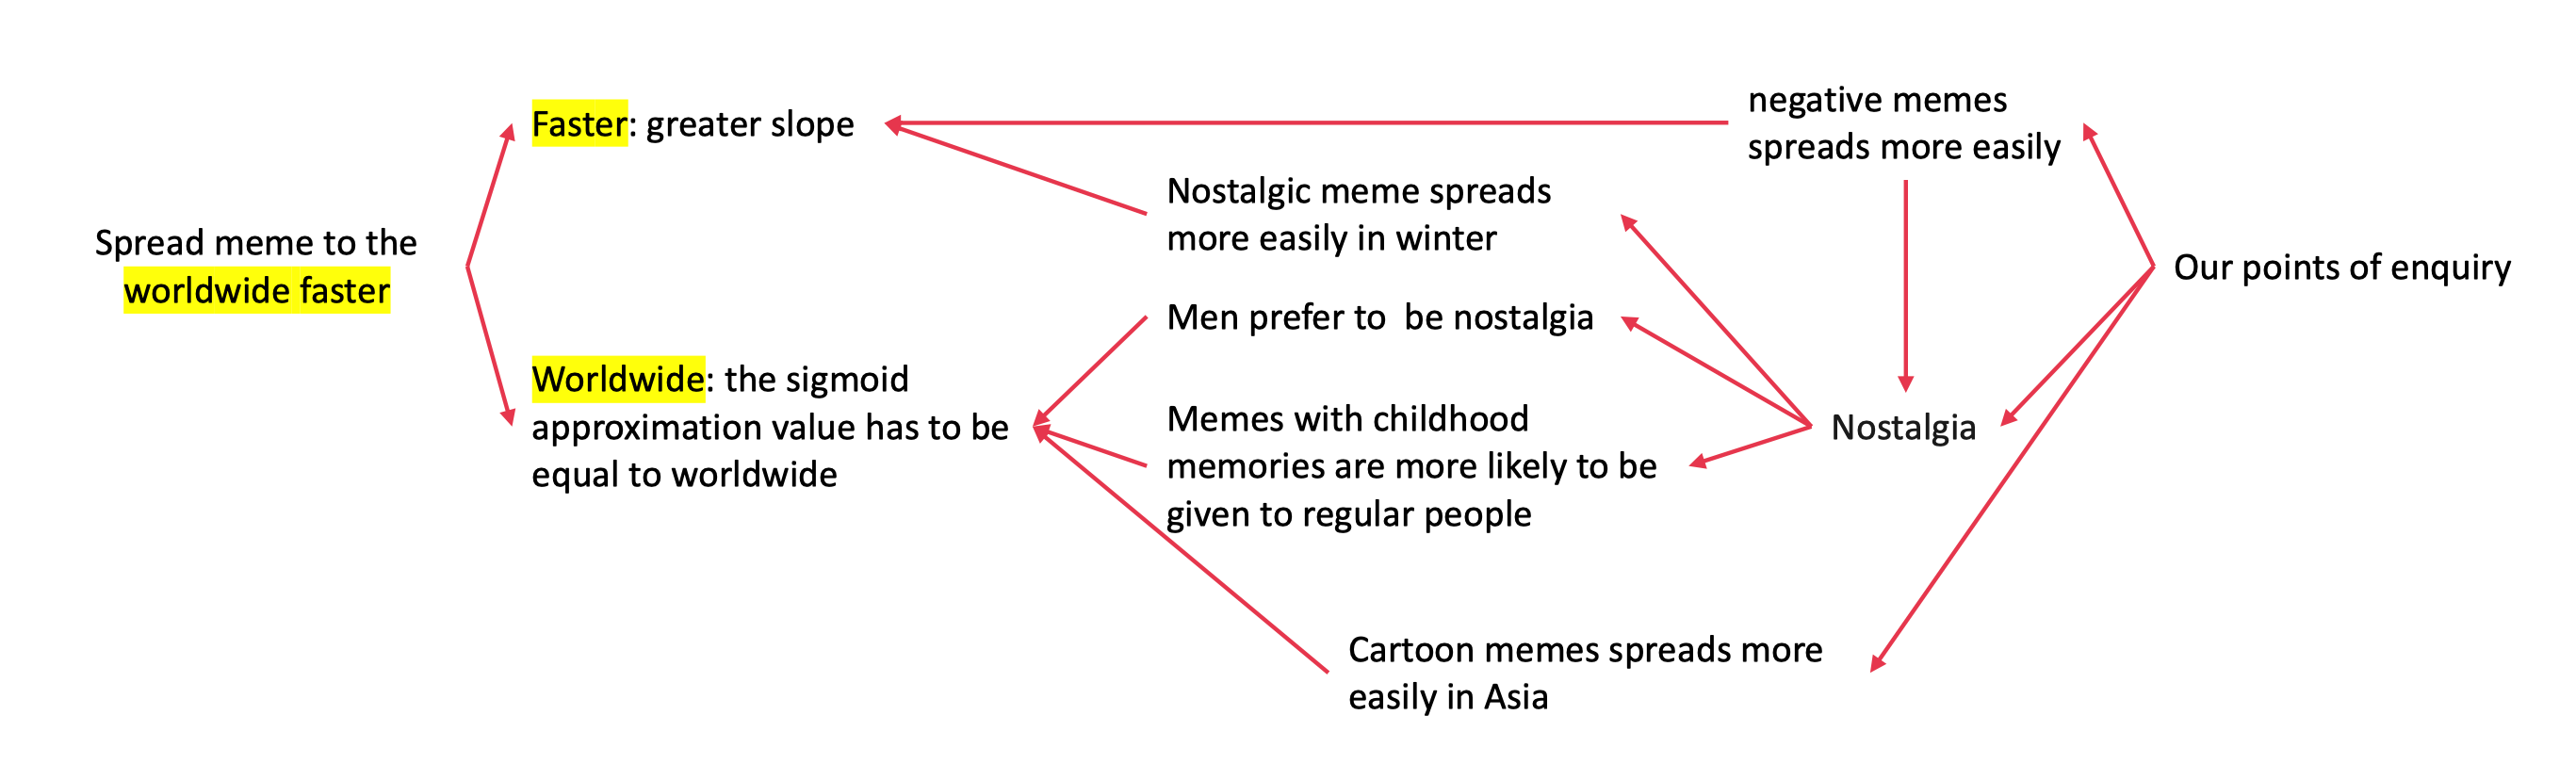 Spread meme to the
worldwide faster
Faster: greater slope
Worldwide: the sigmoid
approximation value has to be
equal to worldwide
Nostalgic meme spreads
more easily in winter
Men prefer to  be nostalgia
Memes with childhood
memories are more likely to be
given to regular people
Cartoon memes spreads more
easily in Asia
negative memes
spreads more easily
Nostalgia
Our points of enquiry